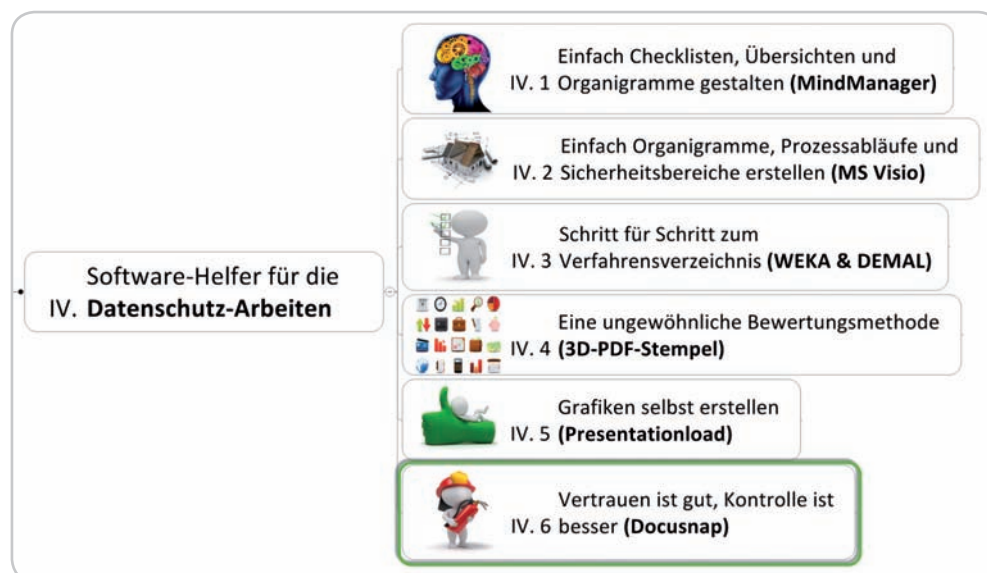 Software-Helfer für die
IV. Datenschutz-Arbeiten
Einfach Checklisten, Übersichten und
IV. 1 Organigramme gestalten (MindManager)
Einfach Organigramme, Prozessabläufe und
IV. 2 Sicherheitsbereiche erstellen (MS Visio)
Schritt für Schritt zum
IV. 3 Verfahrensverzeichnis (WEKA & DEMAL)
Eine ungewöhnliche Bewertungsmethode
IV. 4 (3D-PDF-Stempel)
Grafiken selbst erstellen
IV. 5 (Presentationload)
Vertrauen ist gut, Kontrolle ist
IV. 6 besser (Docusnap)